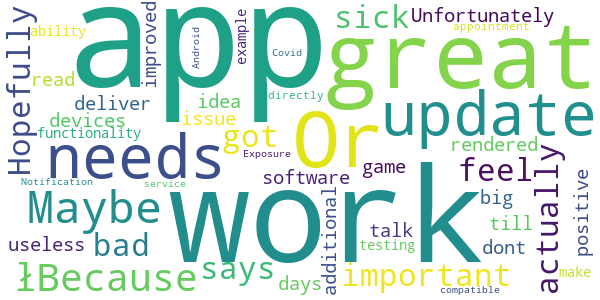 app
great
work
Or
update
needs
Maybe
Hopefully
improved
Android
example
Covid
sick
Unfortunately
appointment
ability
read
deliver
idea
directly
devices
issue
functionality
got
Exposure
rendered
feel
software
game
actually
positive
Notification
service
says
additional
talk
big
till
useless
bad
testing
dont
łBecause
days
important
compatible
make